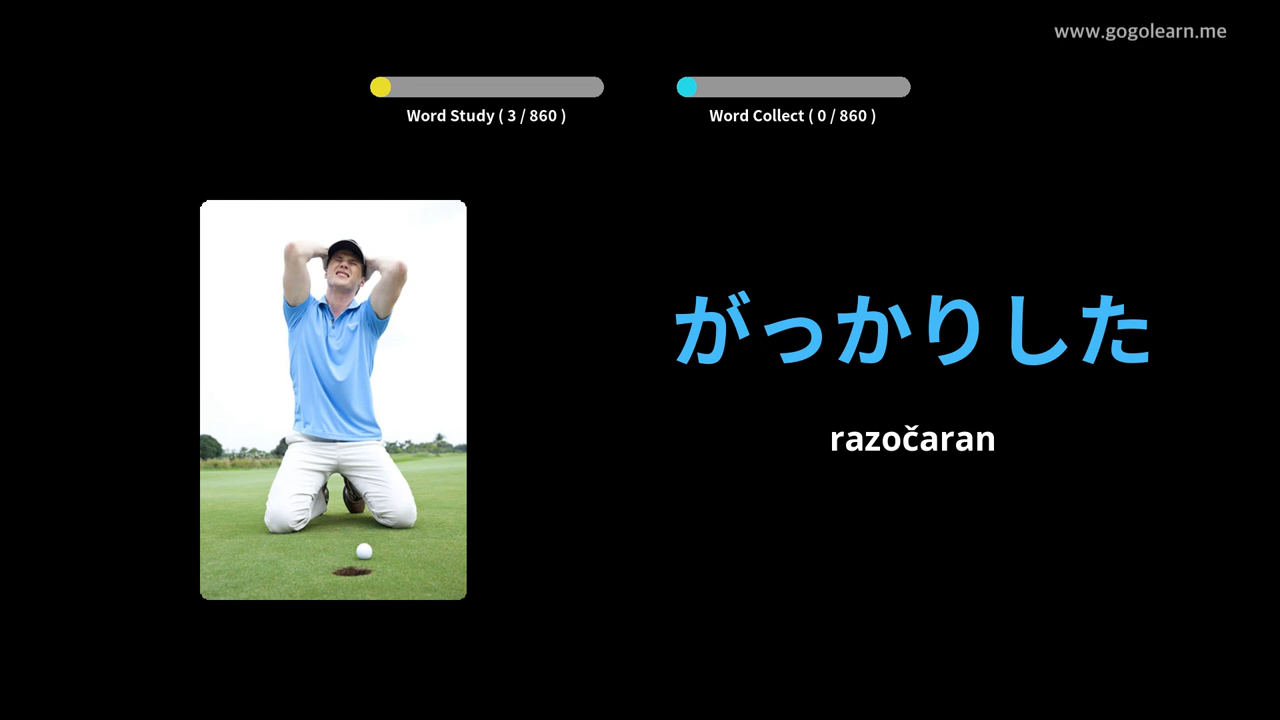 www.gogolearn.me
Word Study ( 3 / 860 )
Word Collect ( 0 / 860 )
がっかりした
razočaran